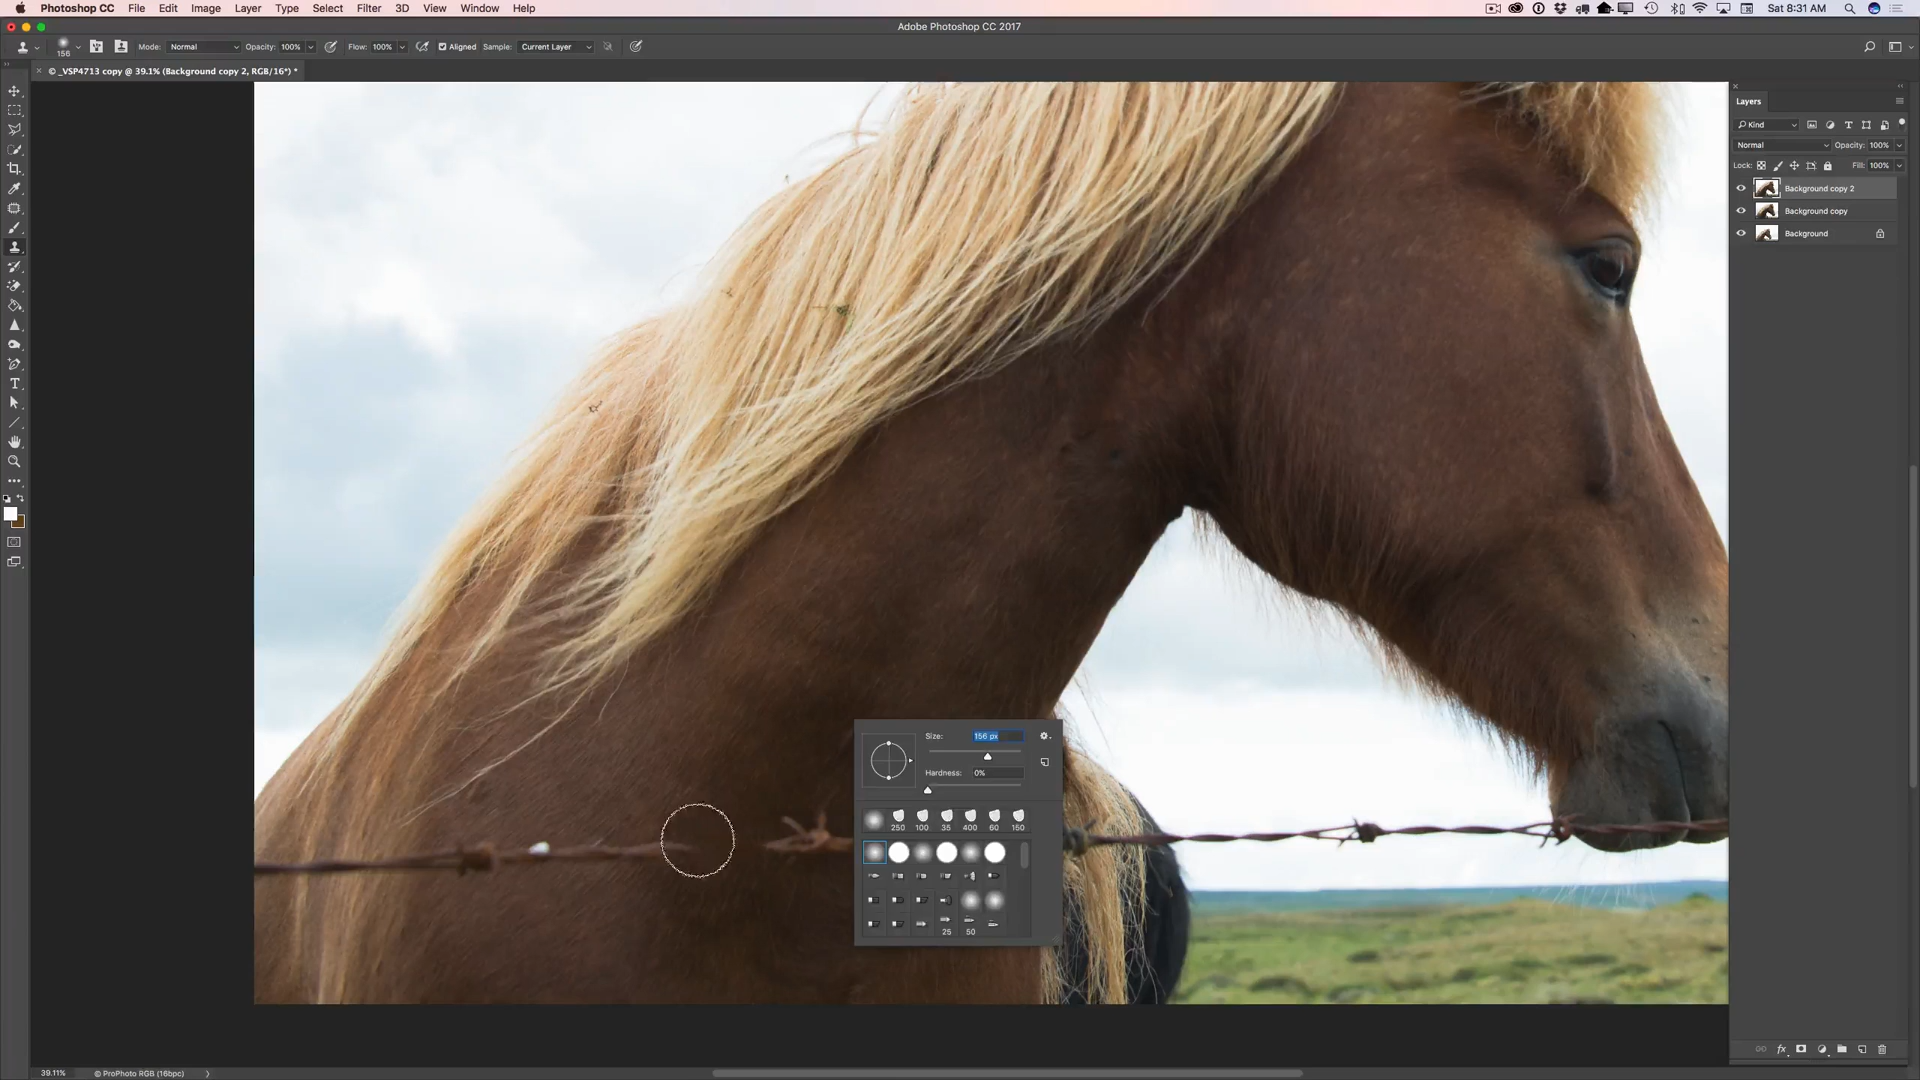 Photoshop CC File Edit Image Layer Type Select Filter 3D View Window Help Sat 8:31 AM
Adobe Photoshop CC 2017
156 Mode: Normal Opacity: 100% Flow: 100% Aligned Sample: Current Layer
© _VSP4713 copy @ 39.1% (Background copy 2, RGB/16*) *
Layers
Kind
Normal Opacity: 100%
Lock: Fill: 100%
Background copy 2
Background copy
Background
Size: 156 px
Hardness: 0%
250 100 35 400 60 150
25 50
39.11% © ProPhoto RGB (16bpc)